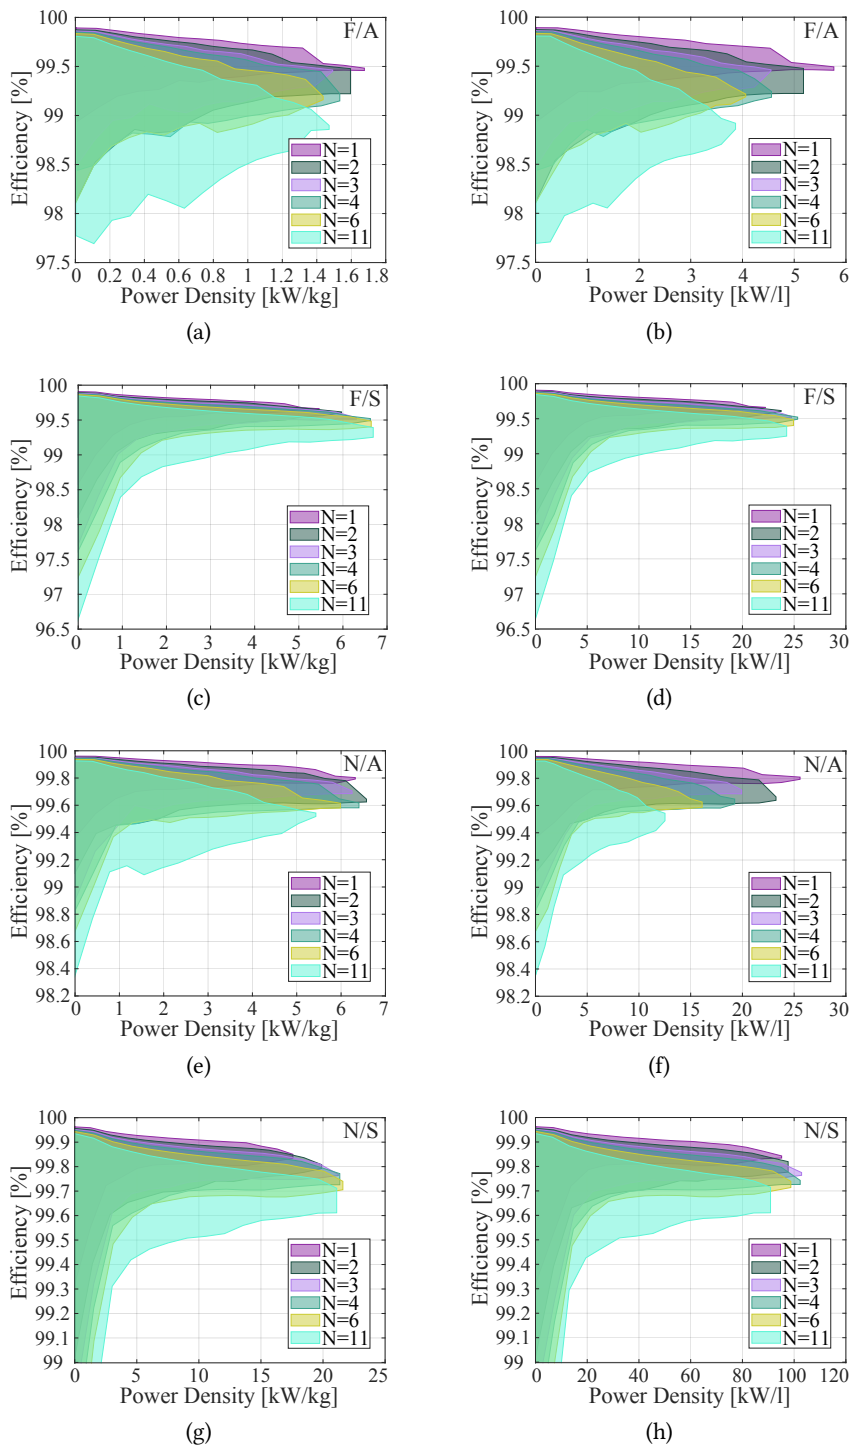 F/A
Efficiency [%]
100
99.5
99
98.5
98
97.5
0 0.2 0.4 0.6 0.8 1 1.2 1.4 1.6 1.8
Power Density [kW/kg]
N=1
N=2
N=3
N=4
N=6
N=11
(a)
F/A
Efficiency [%]
100
99.5
99
98.5
98
97.5
0 1 2 3 4 5 6
Power Density [kW/l]
N=1
N=2
N=3
N=4
N=6
N=11
(b)
F/S
Efficiency [%]
100
99.5
99
98.5
98
97.5
97
96.5
0 1 2 3 4 5 6 7
Power Density [kW/kg]
N=1
N=2
N=3
N=4
N=6
N=11
(c)
F/S
Efficiency [%]
100
99.5
99
98.5
98
97.5
97
96.5
0 5 10 15 20 25 30
Power Density [kW/l]
N=1
N=2
N=3
N=4
N=6
N=11
(d)
N/A
Efficiency [%]
100
99.8
99.6
99.4
99.2
99
98.8
98.6
98.4
98.2
0 1 2 3 4 5 6 7
Power Density [kW/kg]
N=1
N=2
N=3
N=4
N=6
N=11
(e)
N/A
Efficiency [%]
100
99.8
99.6
99.4
99.2
99
98.8
98.6
98.4
98.2
0 5 10 15 20 25 30
Power Density [kW/l]
N=1
N=2
N=3
N=4
N=6
N=11
(f)
N/S
Efficiency [%]
100
99.9
99.8
99.7
99.6
99.5
99.4
99.3
99.2
99.1
99
0 5 10 15 20 25
Power Density [kW/kg]
N=1
N=2
N=3
N=4
N=6
N=11
(g)
N/S
Efficiency [%]
100
99.9
99.8
99.7
99.6
99.5
99.4
99.3
99.2
99.1
99
0 20 40 60 80 100 120
Power Density [kW/l]
N=1
N=2
N=3
N=4
N=6
N=11
(h)